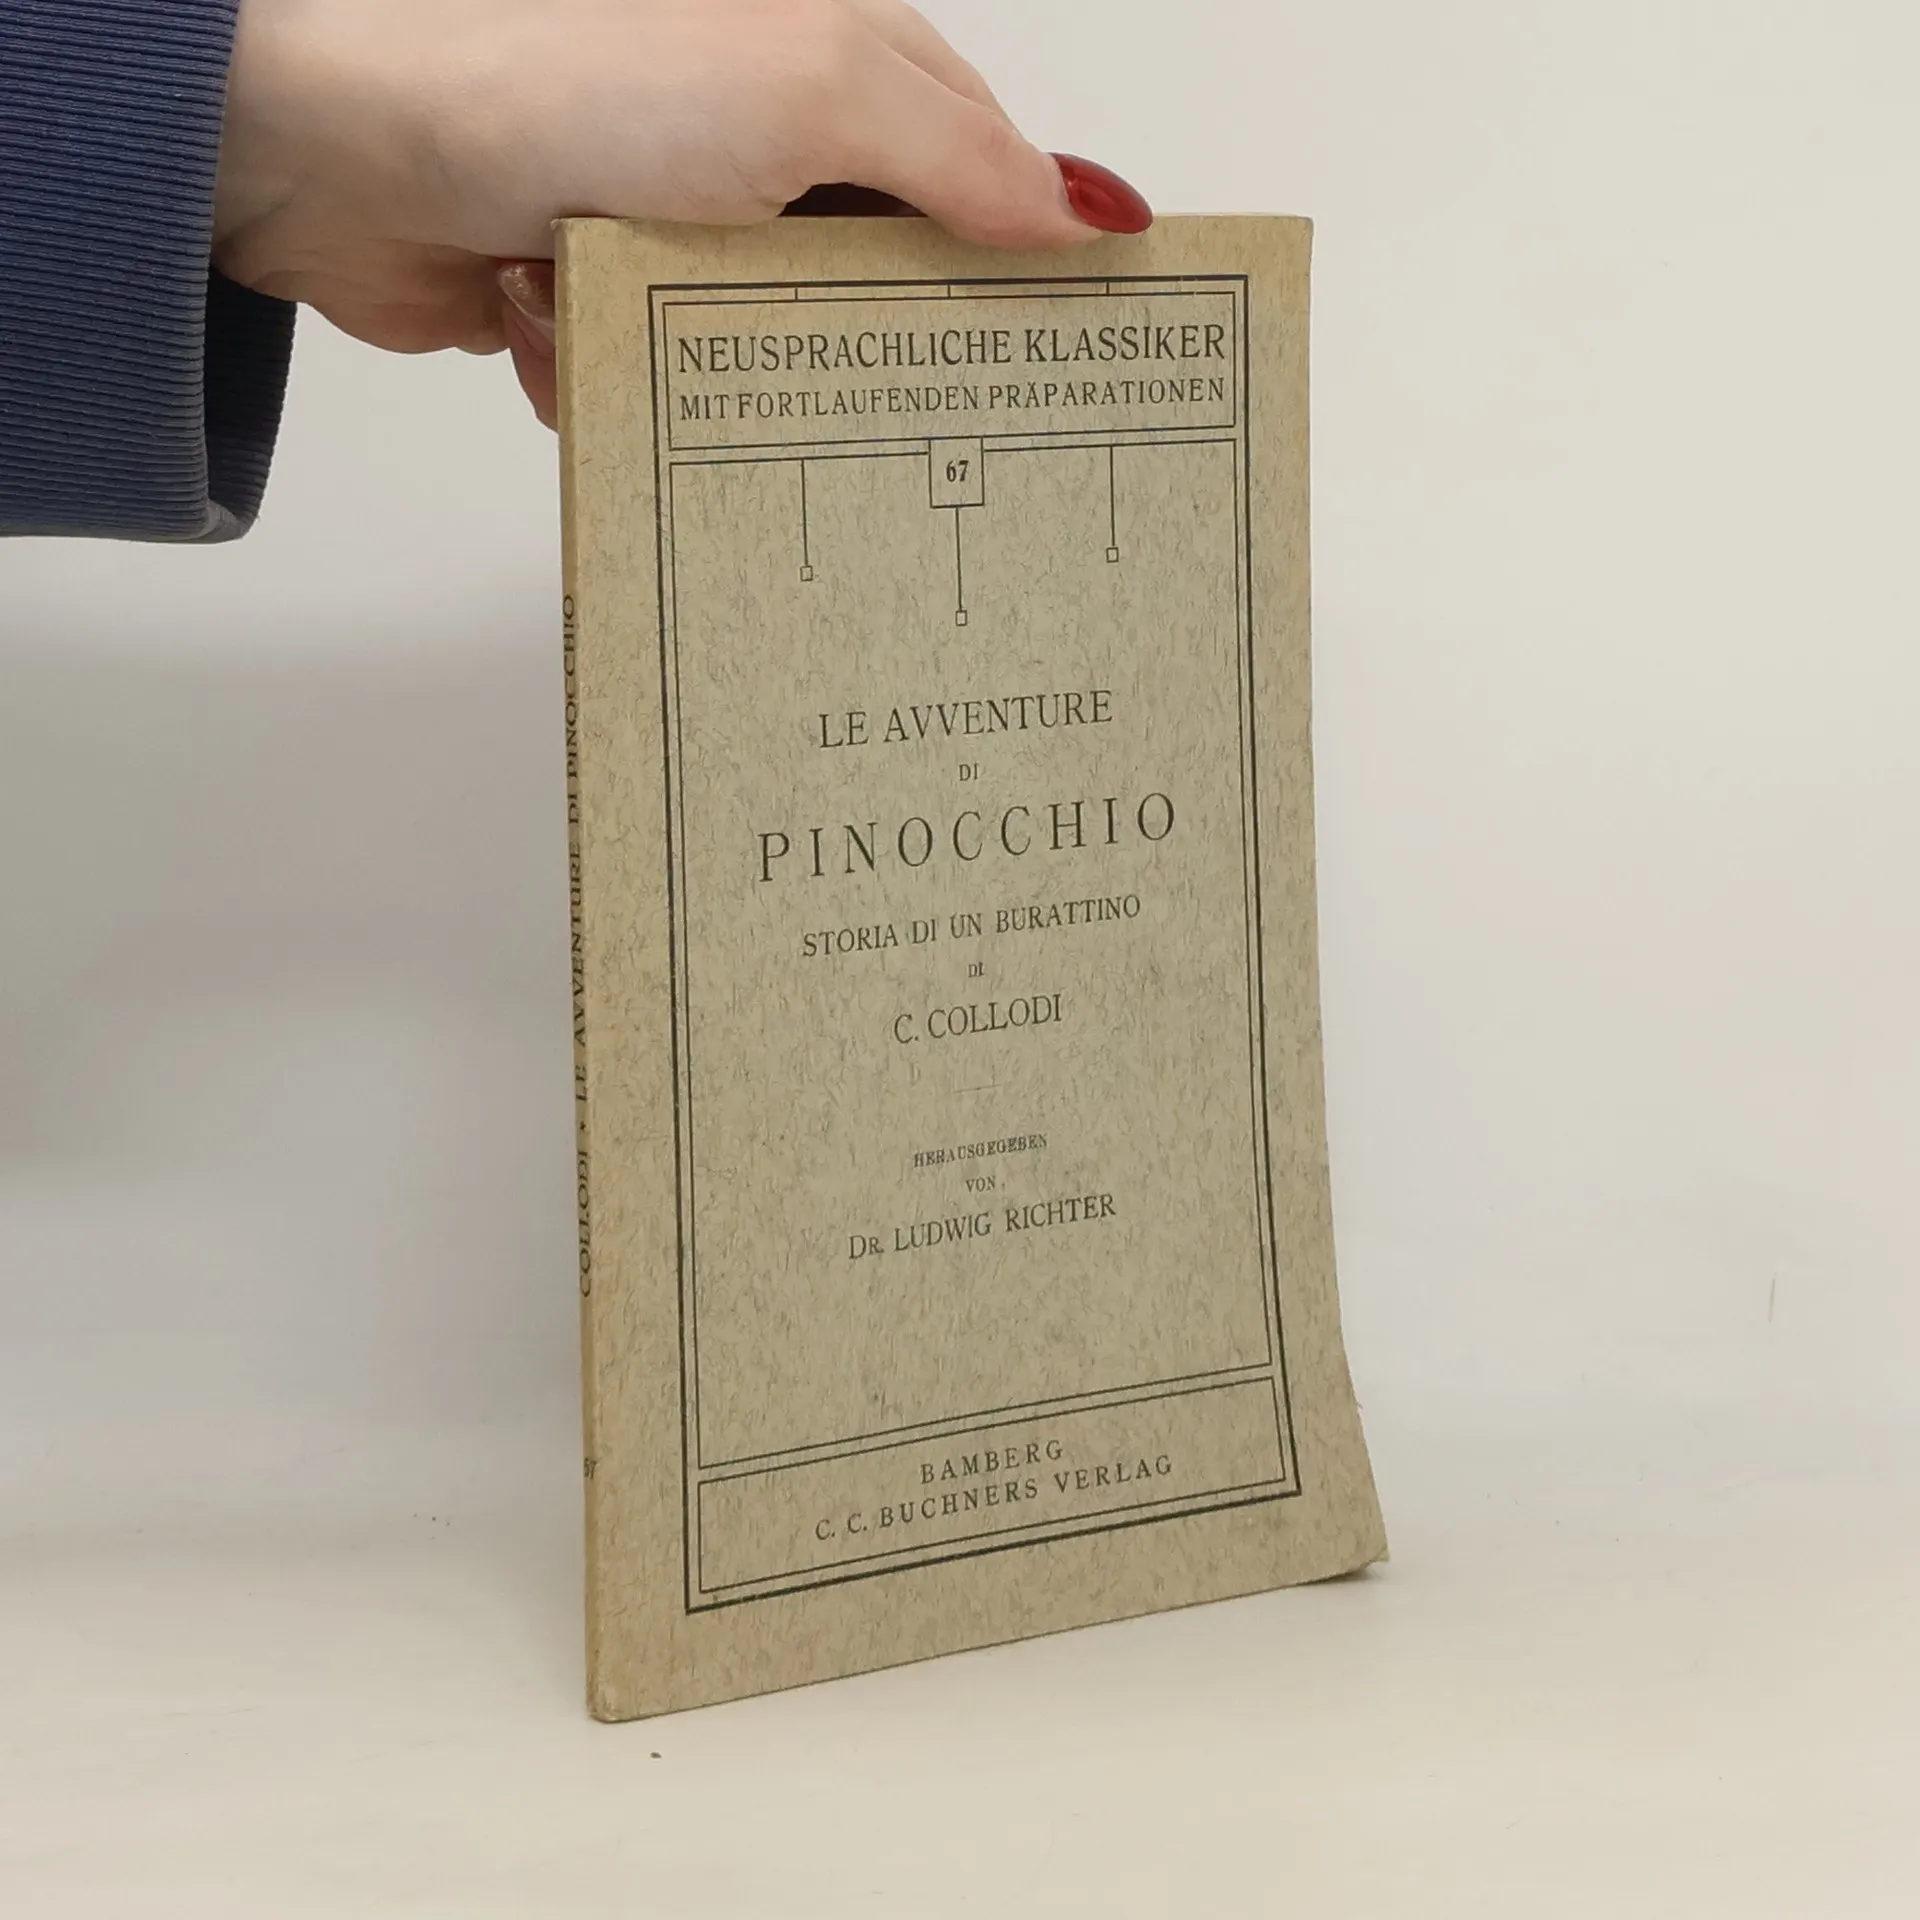 NEUSPRACHLICHE KLASSIKER
MIT FORTLAUFENDEN PRÄPARATIONEN
67
LE AVVENTURE
DI
PINOCCHIO
STORIA DI UN BURATTINO
DI
C. COLLODI
HERAUSGEGEBEN
VON
DR. LUDWIG RICHTER
BAMBERG
C. C. BUCHNERS VERLAG
COLLODI * LE AVVENTURE DI PINOCCHIO
67